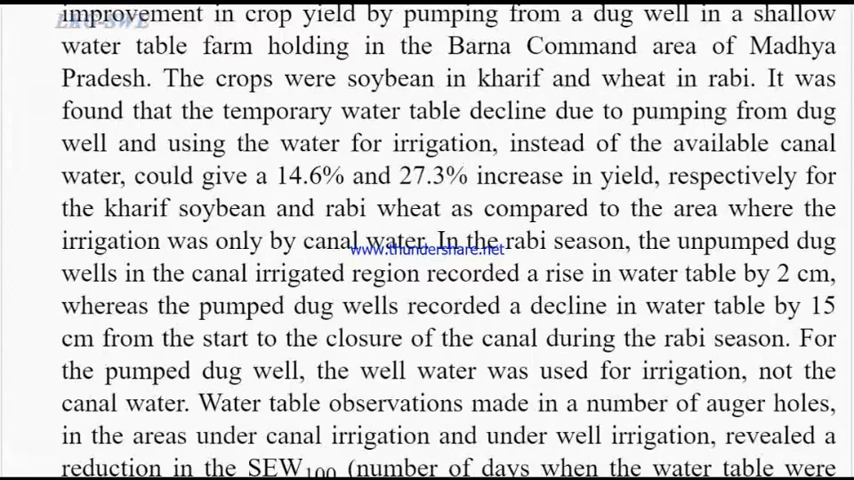 improvement in crop yield by pumping from a dug well in a shallow
LKT-SWE
water table farm holding in the Barna Command area of Madhya
Pradesh. The crops were soybean in kharif and wheat in rabi. It was
found that the temporary water table decline due to pumping from dug
well and using the water for irrigation, instead of the available canal
water, could give a 14.6% and 27.3% increase in yield, respectively for
the kharif soybean and rabi wheat as compared to the area where the
irrigation was only by canal water. In the rabi season, the unpumped dug
www.thundershare.net
wells in the canal irrigated region recorded a rise in water table by 2 cm,
whereas the pumped dug wells recorded a decline in water table by 15
cm from the start to the closure of the canal during the rabi season. For
the pumped dug well, the well water was used for irrigation, not the
canal water. Water table observations made in a number of auger holes,
in the areas under canal irrigation and under well irrigation, revealed a
reduction in the SEW100 (number of days when the water table were